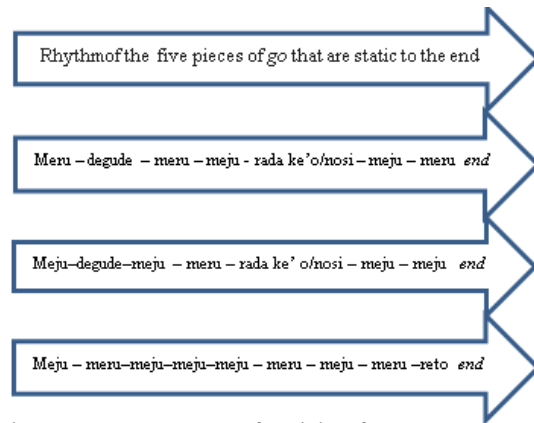 Rhythmofthe five pieces of go that are static to the end
Meru – degude – meru – meju - rada ke’o/nosi – meju – meru end
Meju–degude–meju – meru – rada ke’ o/nosi – meju – meju end
Meju – meru–meju–meju–meju – meru – meju – meru –reto end